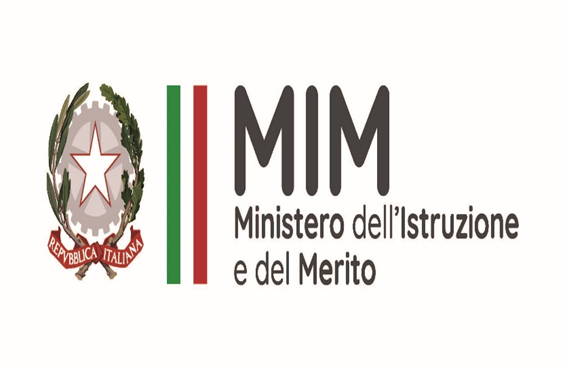 MIM
Ministero dell'Istruzione
e del Merito
REPVBBLICA ITALIANA